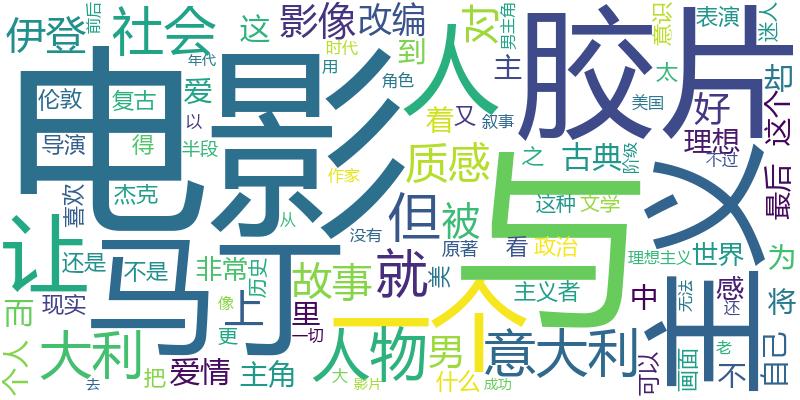 伊登
前后
社会
这
影像
改编
对
到
男主角
意识
表演
迷人
年代
时代
用
角色
主
人
胶片
太
却
伦敦
复古
爱
电影
着
又
叙事
美国
好
这个
导演
得
以
半段
质感
之
古典
阶级
理想
不过
喜欢
杰克
作家
但
被
与
这种
文学
主义
最后
让
从
没有
原著
看
政治
还是
不是
非常
历史
马丁
故事
就
美
主义者
理想主义
世界
为
而
现实
上
里
一个
中
无法
感
还
将
像
更
一切
个人
大利
把
爱情
主角
人物
男
意大利
可以
画面
老
不
自己
去
大
影片
什么
成功